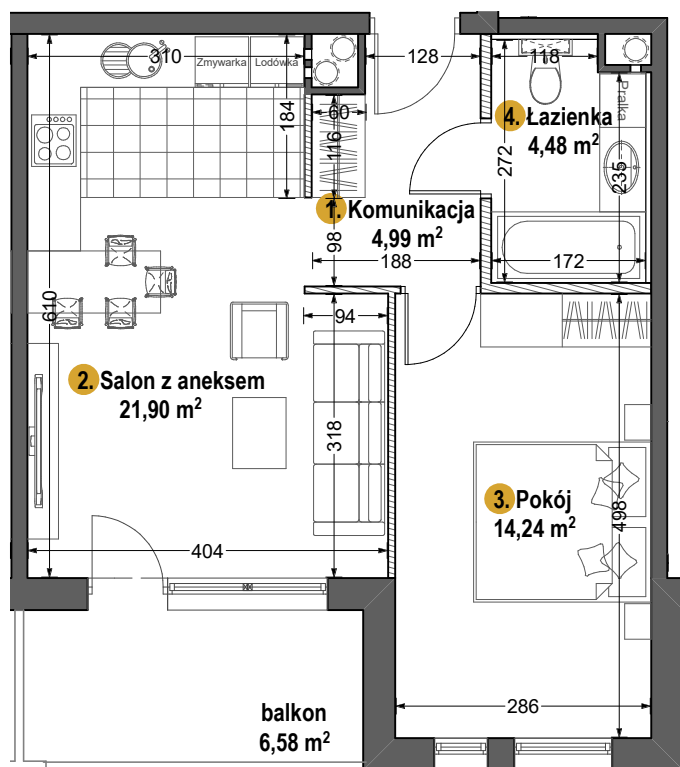 310
Zmywarka
Lodówka
128
118
184
60
116
Pralka
4. Łazienka
4,48 m²
272
235
1. Komunikacja
4,99 m²
98
188
172
610
94
2. Salon z aneksem
21,90 m²
318
3. Pokój
14,24 m²
498
404
286
balkon
6,58 m²